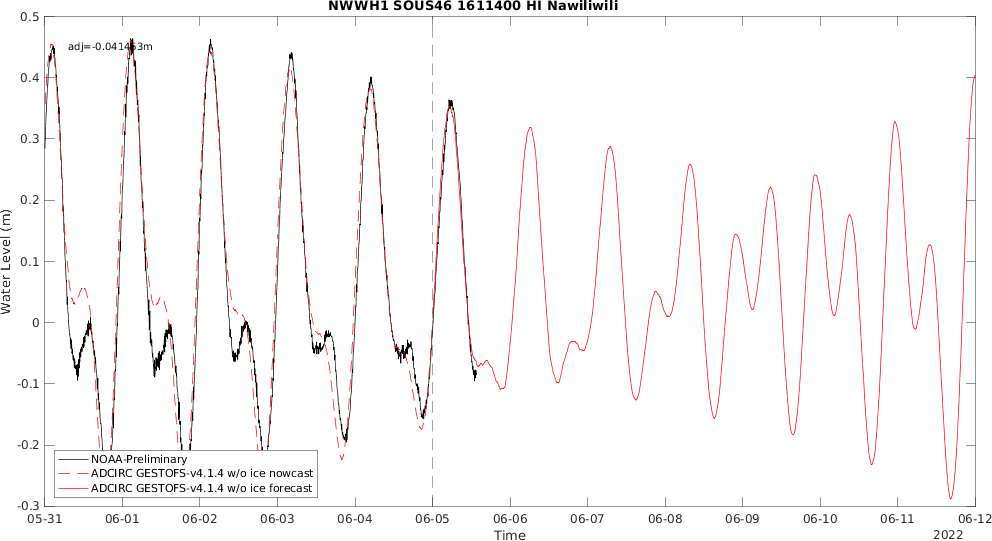 NWWH1 SOUS46 1611400 HI Nawiliwili
adj=-0.041453m
Water Level (m)
0.5
0.4
0.3
0.2
0.1
0
-0.1
-0.2
-0.3
NOAA-Preliminary
ADCIRC GESTOFS-v4.1.4 w/o ice nowcast
ADCIRC GESTOFS-v4.1.4 w/o ice forecast
05-31 06-01 06-02 06-03 06-04 06-05 06-06 06-07 06-08 06-09 06-10 06-11 06-12
Time
2022